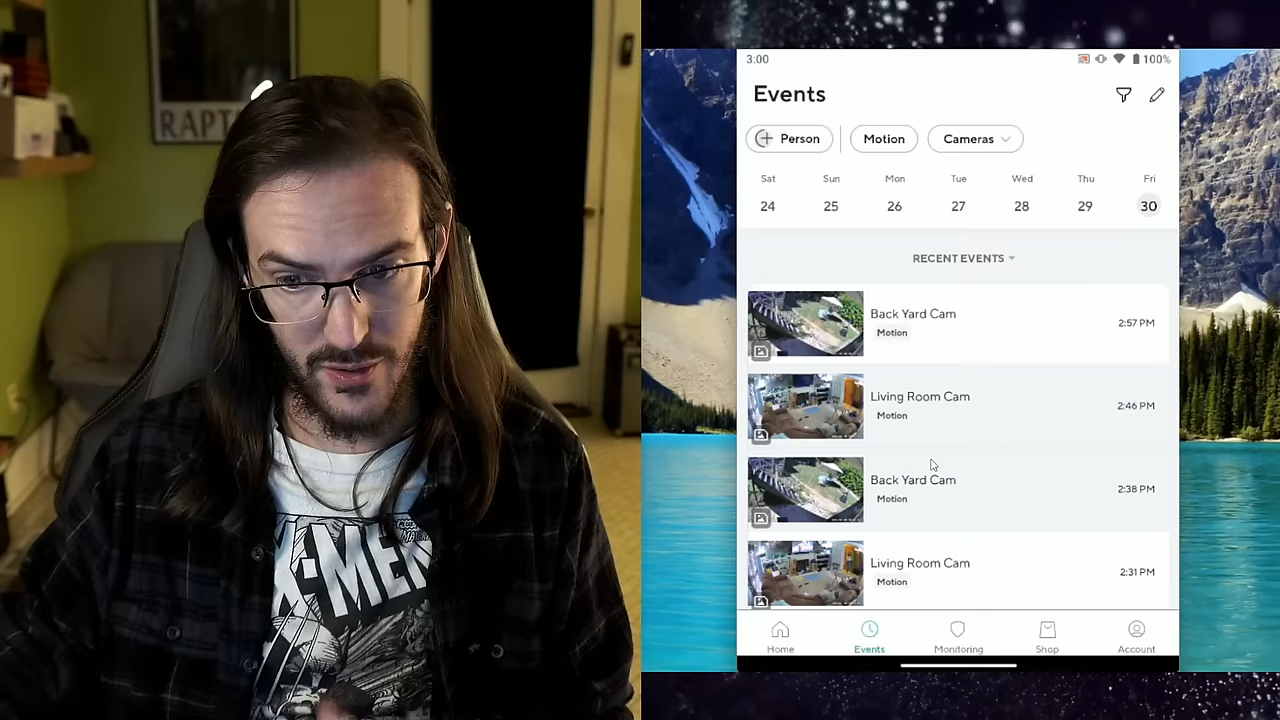 RAPT
X-MEN
3:00
100%
Events
Person
Motion
Cameras
Sat
Sun
Mon
Tue
Wed
Thu
Fri
24
25
26
27
28
29
30
RECENT EVENTS
Back Yard Cam
Motion
2:57 PM
Living Room Cam
Motion
2:46 PM
Back Yard Cam
Motion
2:38 PM
Living Room Cam
Motion
2:31 PM
Home
Events
Monitoring
Shop
Account